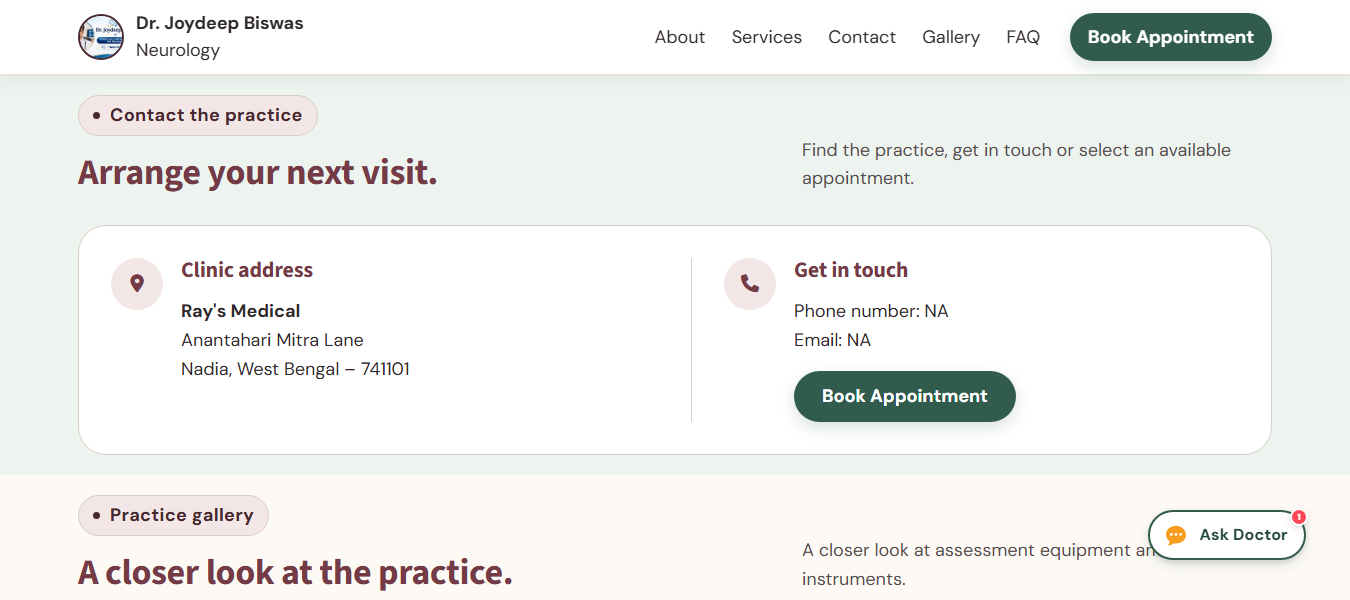 Dr. Joydeep Biswas
Neurology
About
Services
Contact
Gallery
FAQ
Book Appointment
Contact the practice
Arrange your next visit.
Find the practice, get in touch or select an available
appointment.
Clinic address
Ray's Medical
Anantahari Mitra Lane
Nadia, West Bengal – 741101
Get in touch
Phone number: NA
Email: NA
Book Appointment
Practice gallery
A closer look at the practice.
A closer look at assessment equipment
instruments.
Ask Doctor
1